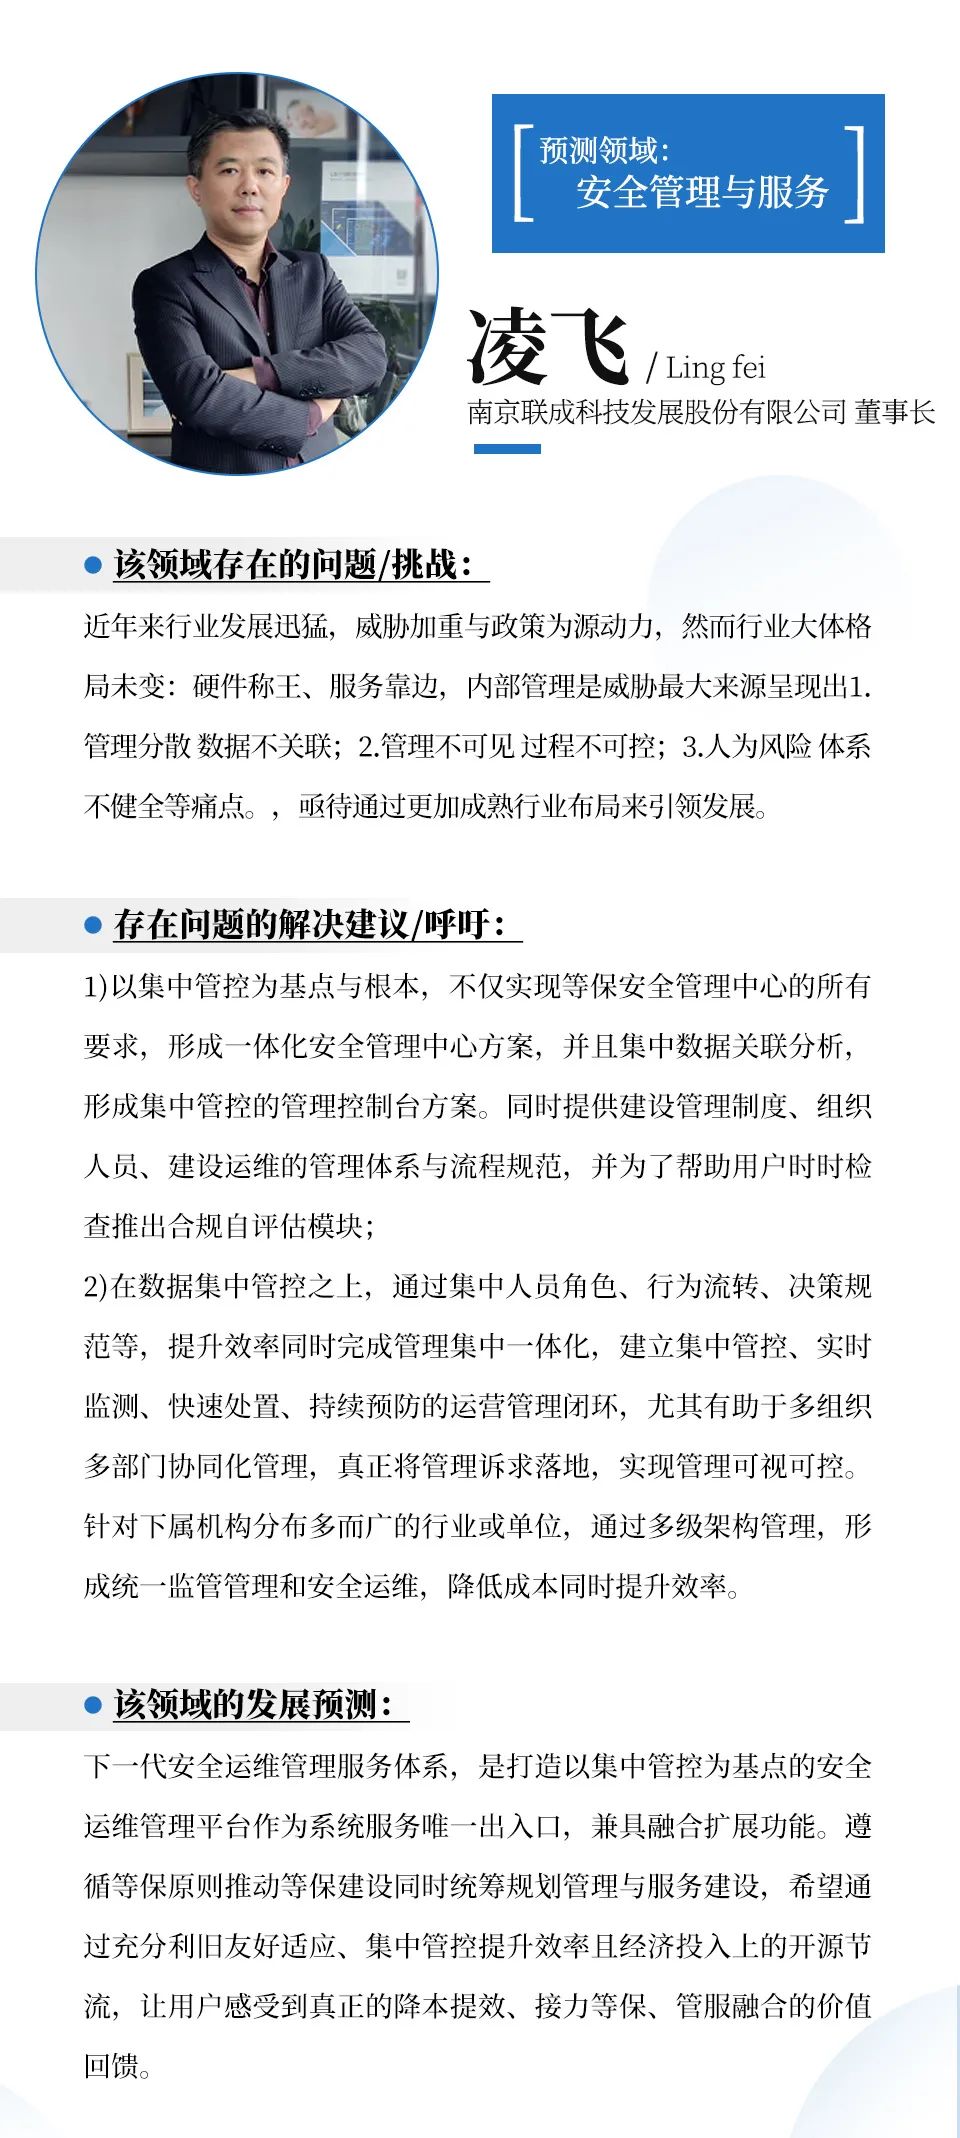 预测领域：
安全管理与服务
凌飞 / Ling fei
南京联成科技发展股份有限公司 董事长
该领域存在的问题/挑战：
近年来行业发展迅猛，威胁加重与政策为源动力，然而行业大体格
局未变：硬件称王、服务靠边，内部管理是威胁最大来源呈现出1.
管理分散 数据不关联；2.管理不可见 过程不可控；3.人为风险 体系
不健全等痛点。，亟待通过更加成熟行业布局来引领发展。
存在问题的解决建议/呼吁：
1)以集中管控为基点与根本，不仅实现等保安全管理中心的所有
要求，形成一体化安全管理中心方案，并且集中数据关联分析，
形成集中管控的管理控制台方案。同时提供建设管理制度、组织
人员、建设运维的管理体系与流程规范，并为了帮助用户时时检
查推出合规自评估模块；
2)在数据集中管控之上，通过集中人员角色、行为流转、决策规
范等，提升效率同时完成管理集中一体化，建立集中管控、实时
监测、快速处置、持续预防的运营管理闭环，尤其有助于多组织
多部门协同化管理，真正将管理诉求落地，实现管理可视可控。
针对下属机构分布多而广的行业或单位，通过多级架构管理，形
成统一监管管理和安全运维，降低成本同时提升效率。
该领域的发展预测：
下一代安全运维管理服务体系，是打造以集中管控为基点的安全
运维管理平台作为系统服务唯一出入口，兼具融合扩展功能。遵
循等保原则推动等保建设同时统筹规划管理与服务建设，希望通
过充分利旧友好适应、集中管控提升效率且经济投入上的开源节
流，让用户感受到真正的降本提效、接力等保、管服融合的价值
回馈。